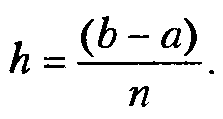 h = (b − a) / n.